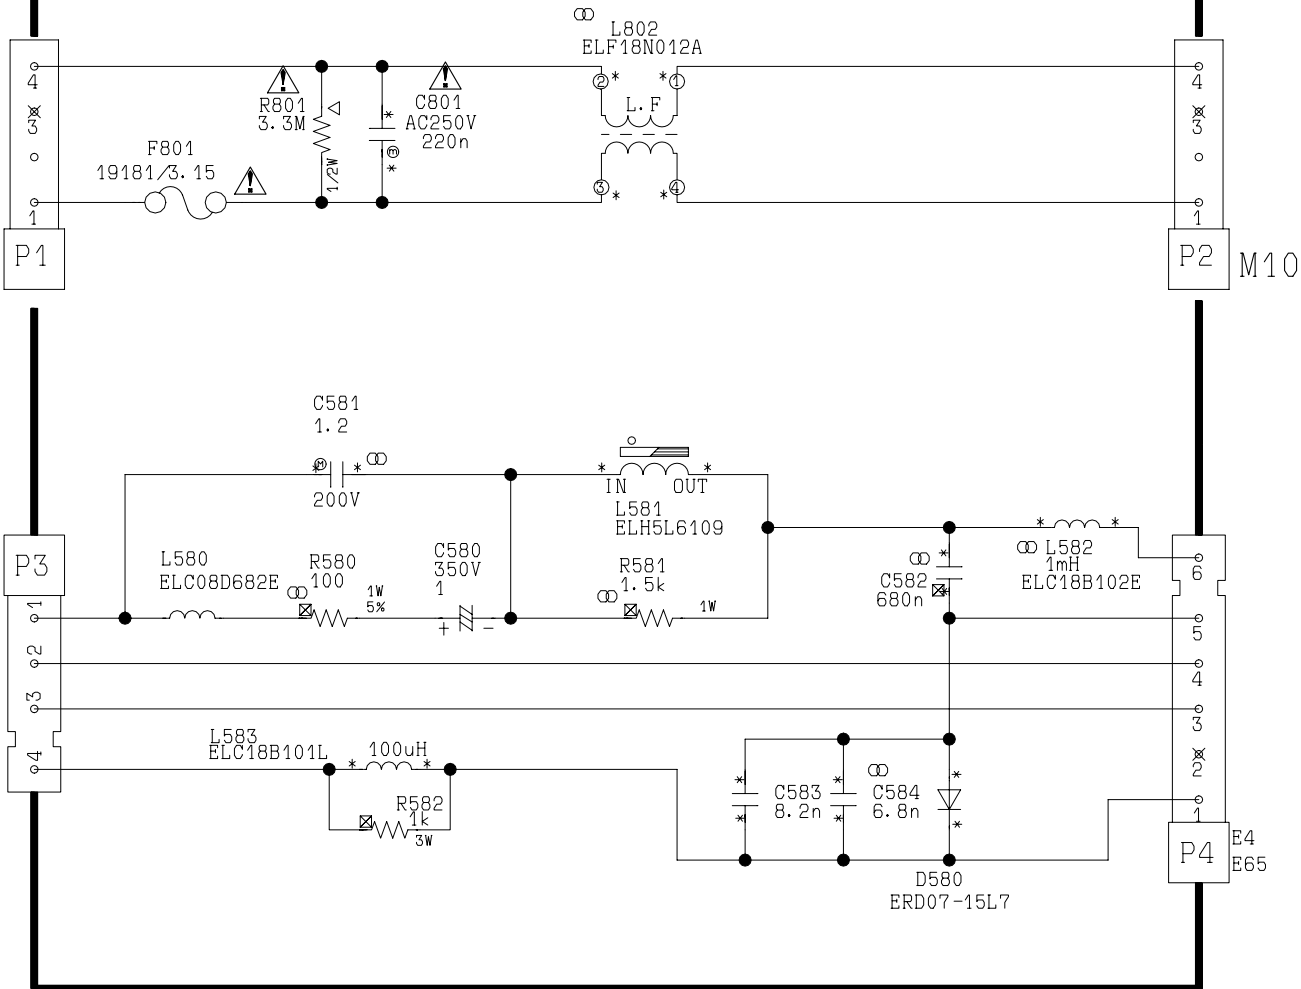 L802
ELF18N012A
4
R801
3.3M
C801
AC250V
220n
2
*
*
1
L.F
4
3
1/2W
*
m
*
3
F801
19181/3.15
3
*
*
4
1
1
P1
P2
M10
C581
1.2
M
*
*
200V
*
*
IN
OUT
L581
ELH5L6109
P3
L580
ELC08D682E
R580
100
1W
5%
C580
350V
1
+
-
R581
1.5k
1W
*
*
L582
1mH
ELC18B102E
*
C582
680n
*
6
1
5
2
4
3
3
L583
ELC18B101L
*
100uH
*
4
2
R582
1k
3W
*
C583
8.2n
*
*
C584
6.8n
*
*
*
1
D580
ERD07-15L7
P4
E4
E65